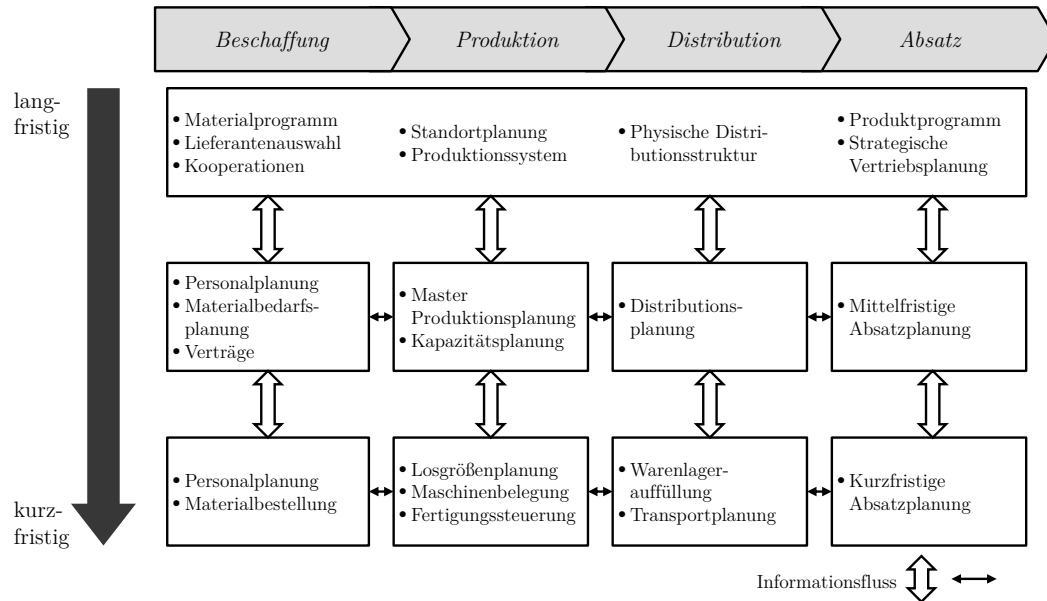 Beschaffung
Produktion
Distribution
Absatz
lang-
fristig
• Materialprogramm
• Lieferantenauswahl
• Kooperationen
• Standortplanung
• Produktionssystem
• Physische Distri-
butionsstruktur
• Produktprogramm
• Strategische
Vertriebsplanung
• Personalplanung
• Materialbedarfs-
planung
• Verträge
• Master
Produktionsplanung
• Kapazitätsplanung
• Distributions-
planung
• Mittelfristige
Absatzplanung
kurz-
fristig
• Personalplanung
• Materialbestellung
• Losgrößenplanung
• Maschinenbelegung
• Fertigungssteuerung
• Warenlager-
auffüllung
• Transportplanung
• Kurzfristige
Absatzplanung
Informationsfluss